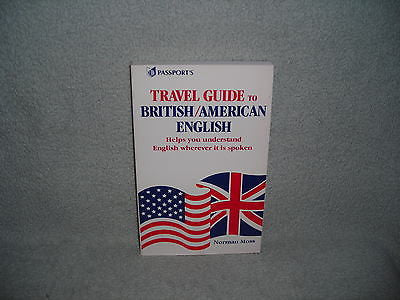 PASSPORT'S
TRAVEL GUIDE TO
BRITISH/AMERICAN
ENGLISH
Helps you understand
English wherever it is spoken
Norman Moss